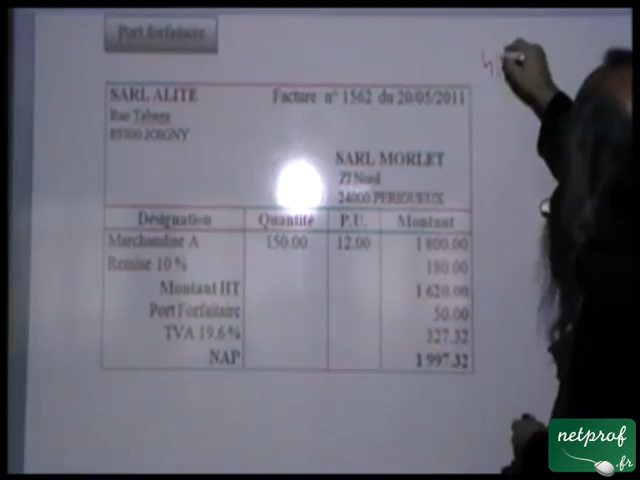 Port forfaitaire
SARL ALITE Facture n° 1562 du 20/05/2011
Rue
89300 JOIGNY
SARL MORLET
ZI Nord
24000 PERIGUEUX
Désignation Quantité P.U. Montant
Marchandise A 150.00 12.00 1 800.00
Remise 10 % 180.00
Montant HT 1 620.00
Port Forfaitaire 50.00
TVA 19.6 % 327.32
NAP 1 997.32
netprof
.fr